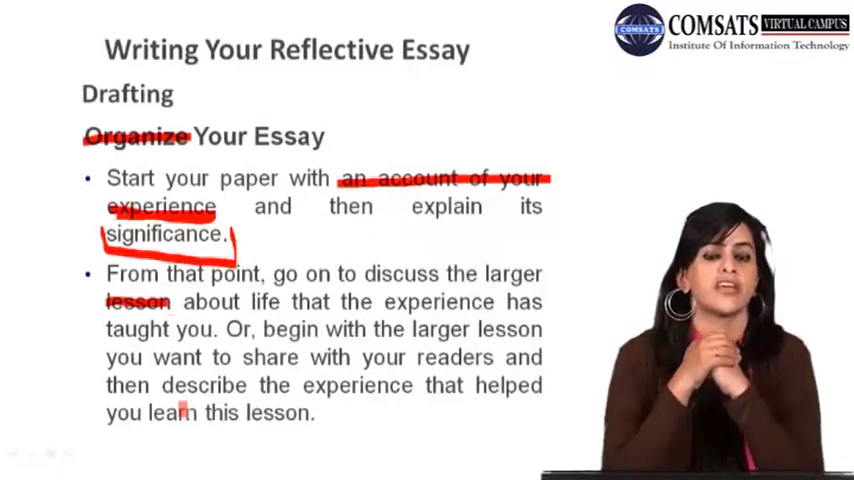 Writing Your Reflective Essay
COMSATS VIRTUAL CAMPUS
Institute Of Information Technology
COMSATS
Drafting
Organize Your Essay
• Start your paper with an account of your
experience and then explain its
significance.
• From that point, go on to discuss the larger
lesson about life that the experience has
taught you. Or, begin with the larger lesson
you want to share with your readers and
then describe the experience that helped
you learn this lesson.